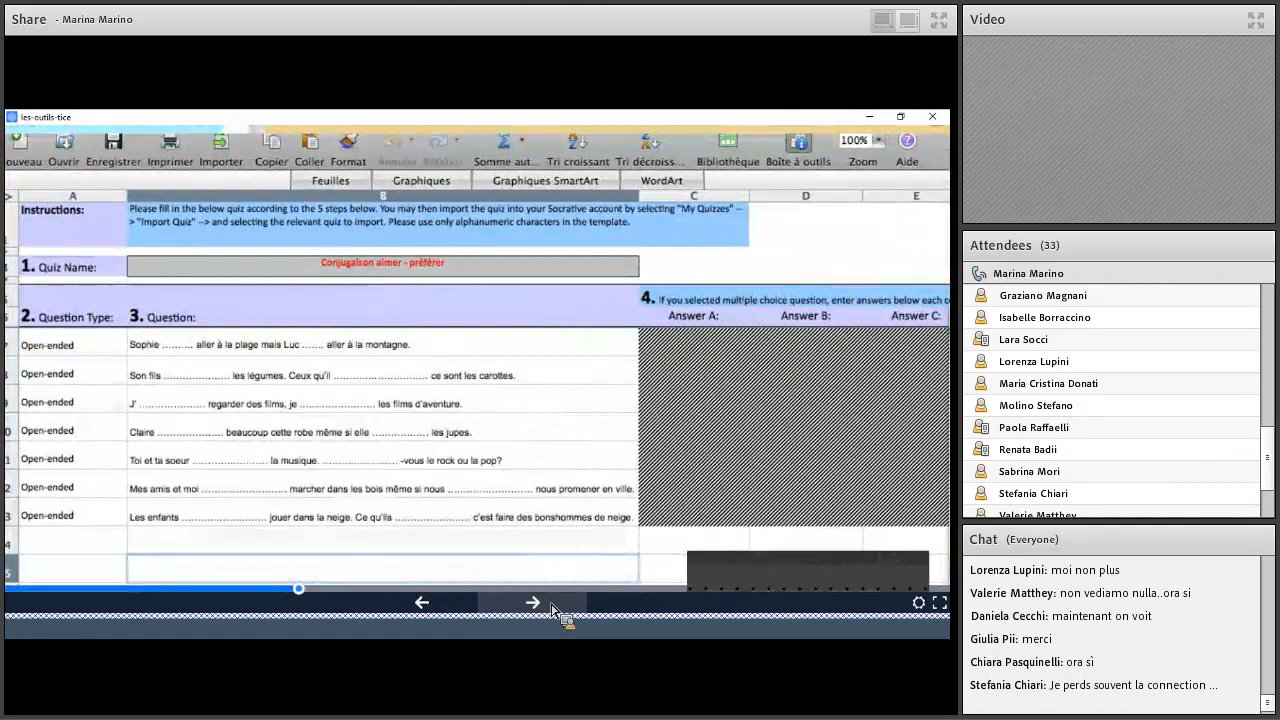 Share - Marina Marino
les-outils-tice
ouveau Ouvrir Enregistrer Imprimer Importer Copier Coller Format Annuler Rétablir Somme aut... Tri croissant Tri décroiss... Bibliothèque Boîte à outils Zoom Aide
100%
Feuilles Graphiques Graphiques SmartArt WordArt
A B C D E
Instructions: Please fill in the below quiz according to the 5 steps below. You may then import the quiz into your Socrative account by selecting "My Quizzes" --
> "Import Quiz" --> and selecting the relevant quiz to import. Please use only alphanumeric characters in the template.
1. Quiz Name: Conjugaison aimer - préférer
4. If you selected multiple choice question, enter answers below each c
2. Question Type: 3. Question: Answer A: Answer B: Answer C:
Open-ended Sophie .......... aller à la plage mais Luc ....... aller à la montagne.
Open-ended Son fils ...................... les légumes. Ceux qu'il ............................... ce sont les carottes.
Open-ended J' ...................... regarder des films, je ......................... les films d'aventure.
Open-ended Claire ...................... beaucoup cette robe même si elle ................... les jupes.
Open-ended Toi et ta soeur ......................... la musique. ......................... -vous le rock ou la pop?
Open-ended Mes amis et moi ............................ marcher dans les bois même si nous ............................ nous promener en ville.
Open-ended Les enfants ............................ jouer dans la neige. Ce qu'ils ......................... c'est faire des bonshommes de neige.
Video
Attendees (33)
Marina Marino
Graziano Magnani
Isabelle Borraccino
Lara Socci
Lorenza Lupini
Maria Cristina Donati
Molino Stefano
Paola Raffaelli
Renata Badii
Sabrina Mori
Stefania Chiari
Valerie Matthey
Chat (Everyone)
Lorenza Lupini: moi non plus
Valerie Matthey: non vediamo nulla..ora si
Daniela Cecchi: maintenant on voit
Giulia Pii: merci
Chiara Pasquinelli: ora sì
Stefania Chiari: Je perds souvent la connection ...